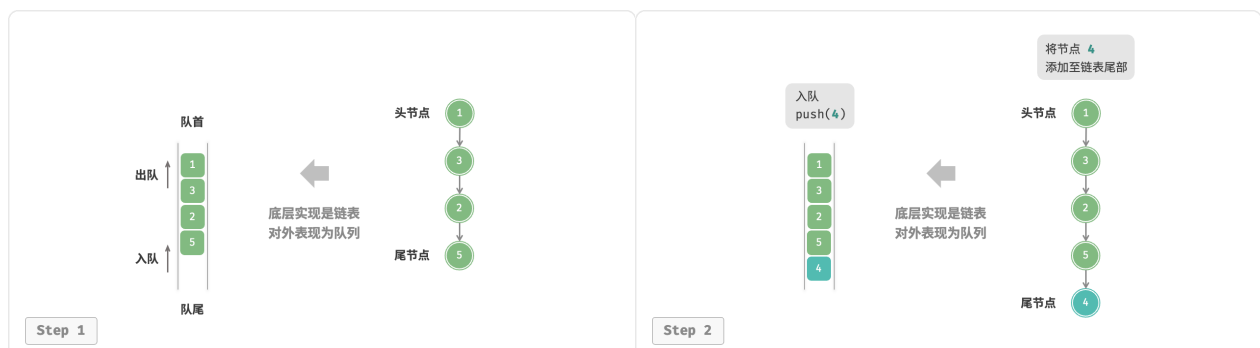 队首
出队
1
3
2
5
入队
队尾
底层实现是链表
对外表现为队列
头节点
1
3
2
尾节点
5
Step 1
入队
push(4)
1
3
2
5
4
底层实现是链表
对外表现为队列
将节点 4
添加至链表尾部
头节点
1
3
2
5
尾节点
4
Step 2